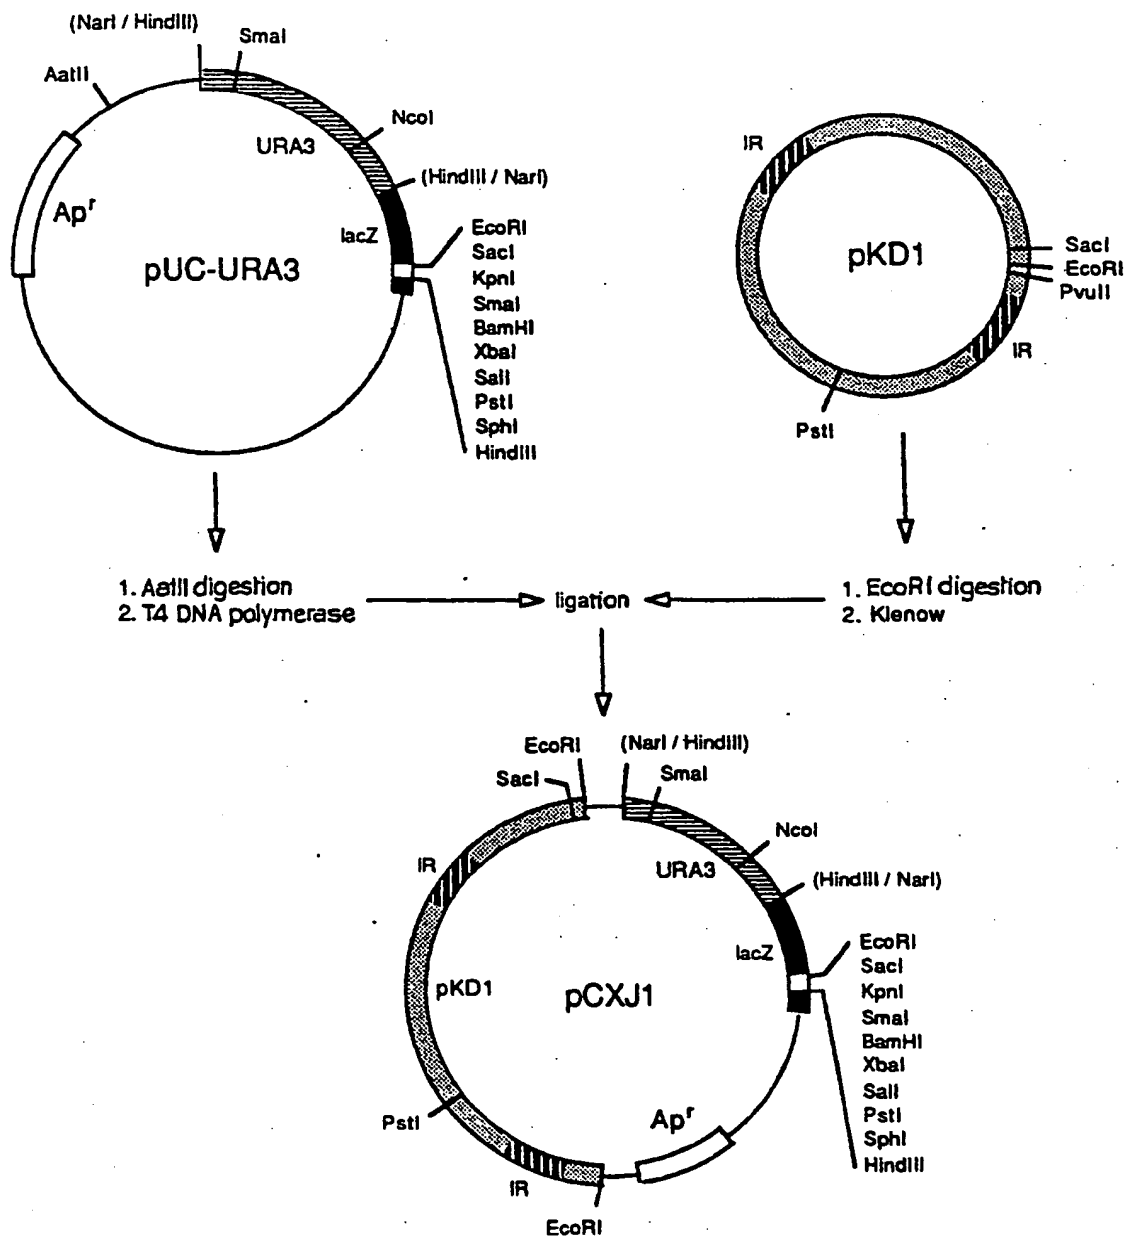 (NarI / HindIII)
SmaI
AatII
NcoI
URA3
(HindIII / NarI)
Apʳ
lacZ
pUC-URA3
EcoRI
SacI
KpnI
SmaI
BamHI
XbaI
SalI
PstI
SphI
HindIII
IR
pKD1
SacI
EcoRI
PvuII
IR
PstI
1. AatII digestion
2. T4 DNA polymerase
ligation
1. EcoRI digestion
2. Klenow
EcoRI
(NarI / HindIII)
SacI
SmaI
NcoI
IR
URA3
(HindIII / NarI)
lacZ
pKD1
pCXJ1
EcoRI
SacI
KpnI
SmaI
BamHI
XbaI
SalI
PstI
SphI
HindIII
PstI
Apʳ
IR
EcoRI